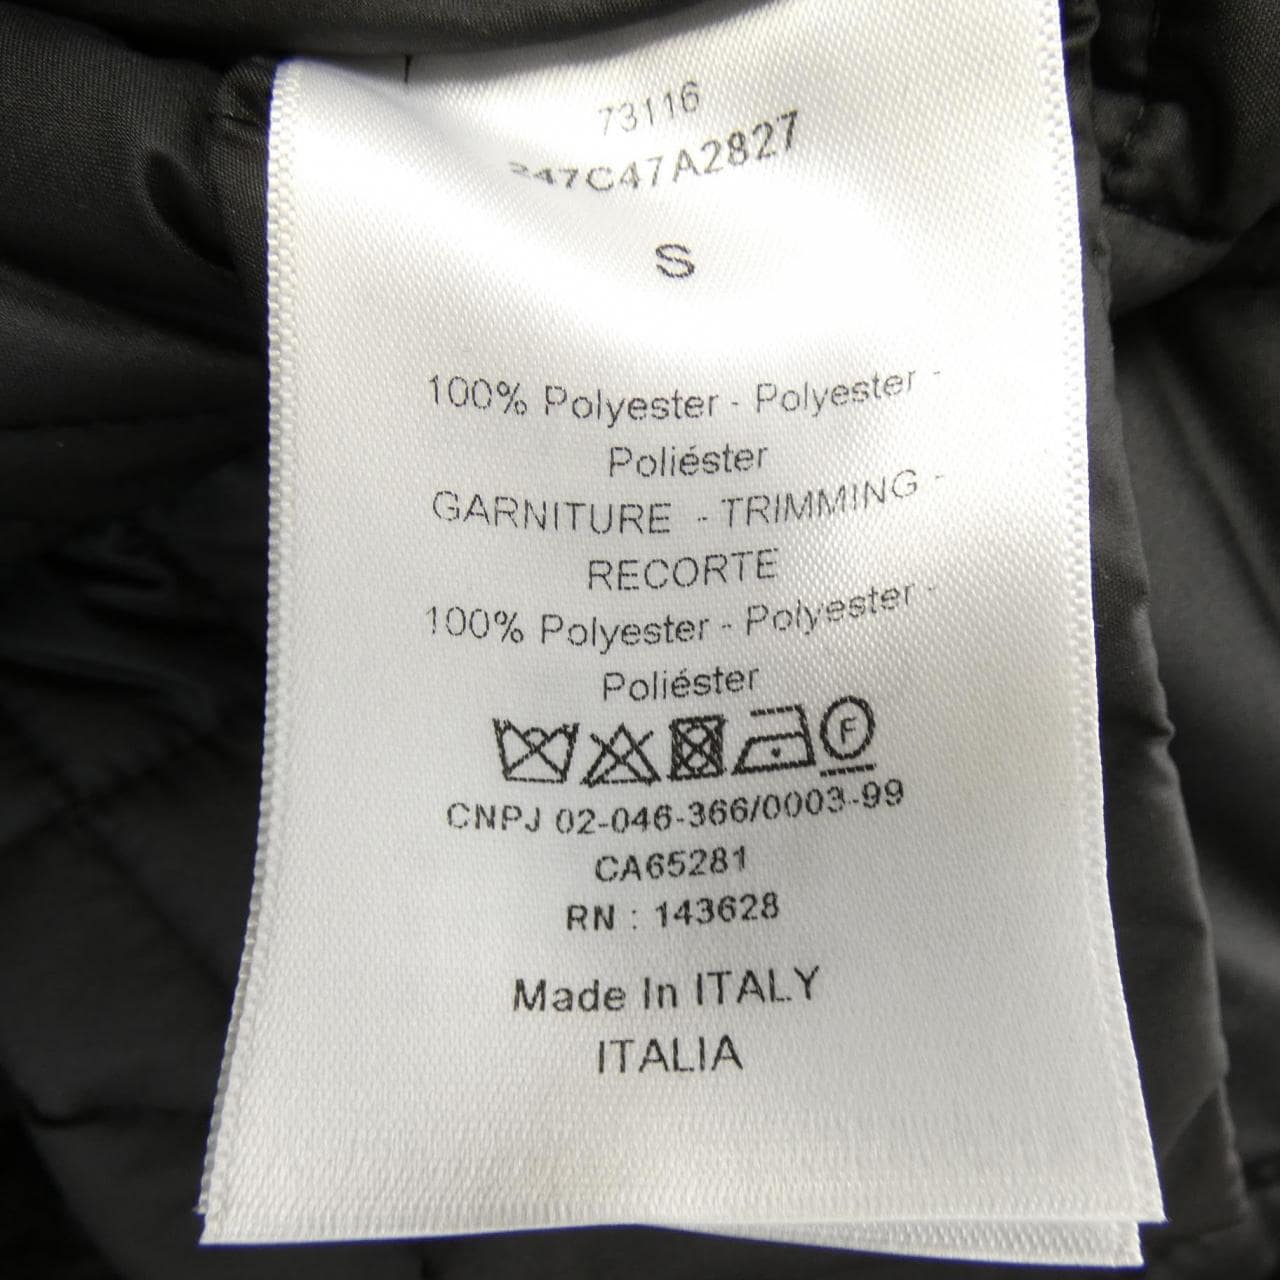 73116
247C47A2827
S
100% Polyester - Polyester -
Poliéster
GARNITURE - TRIMMING -
RECORTE
100% Polyester - Polyester -
Poliéster
F
CNPJ 02-046-366/0003-99
CA65281
RN : 143628
Made In ITALY
ITALIA